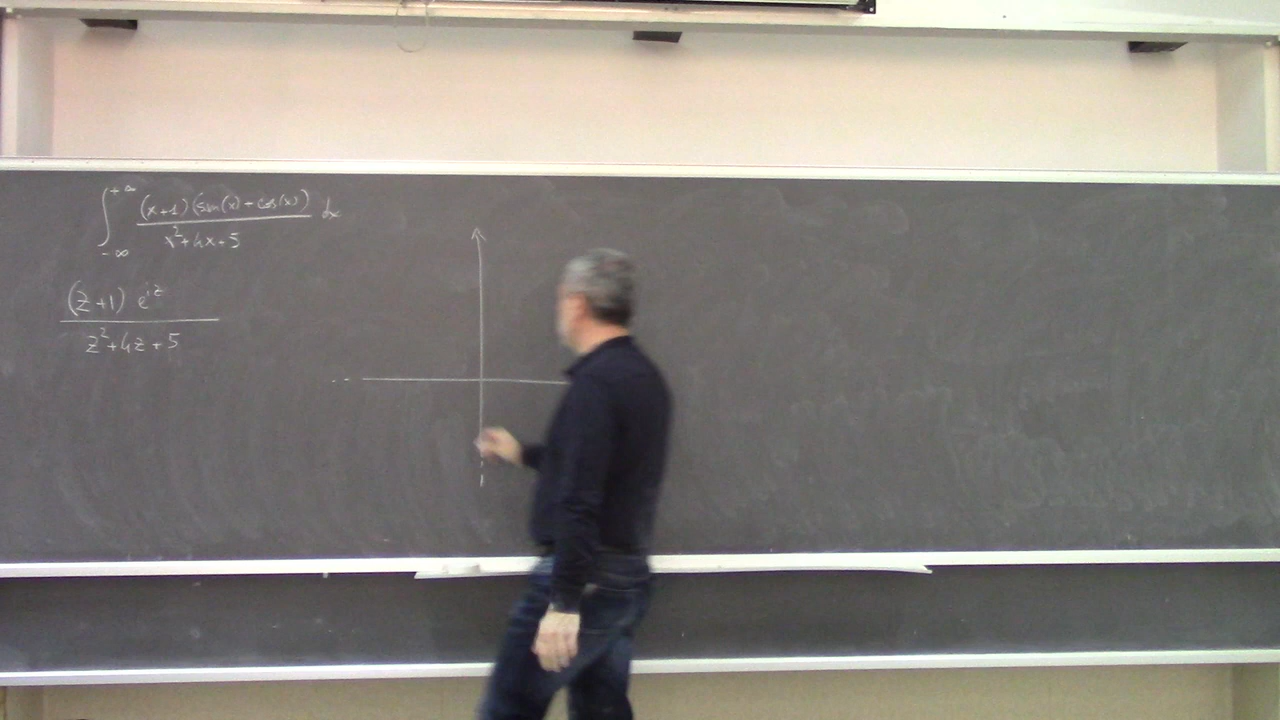 ∫_{-∞}^{+∞} (x+1)(sin(x)+cos(x)) / (x²+4x+5) dx
(z+1) e^{iz} / (z²+4z+5)